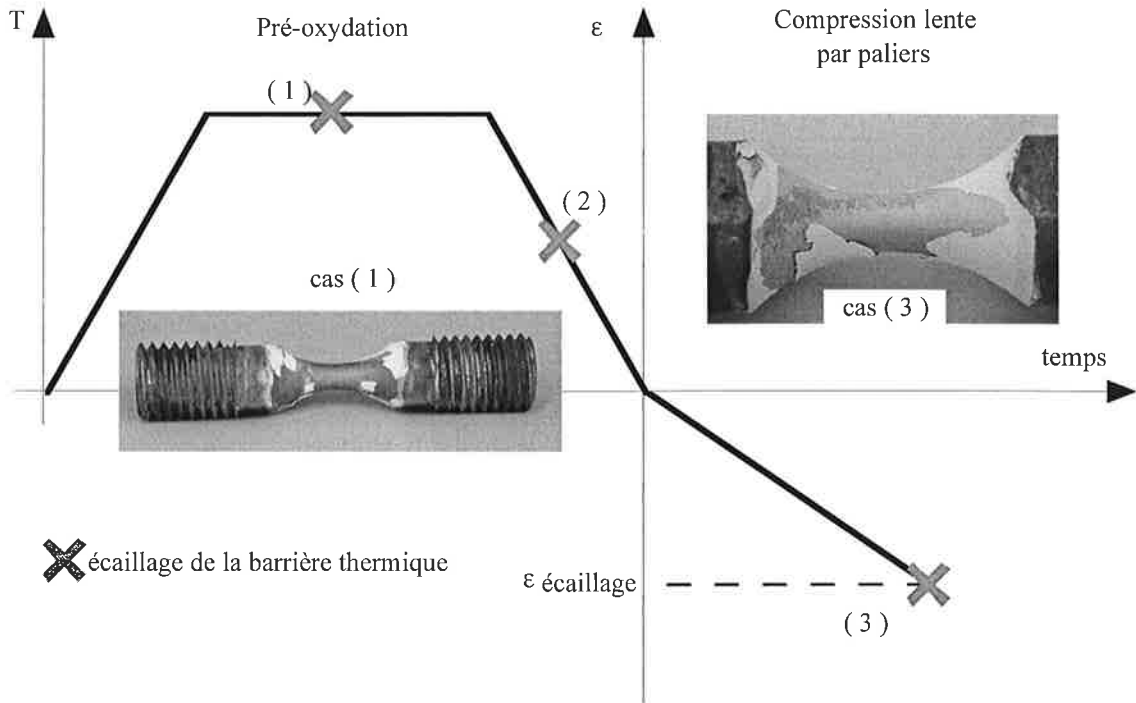 T
Pré-oxydation
ε
Compression lente
par paliers
( 1 )
( 2 )
cas ( 1 )
cas ( 3 )
temps
écaillage de la barrière thermique
ε écaillage
( 3 )